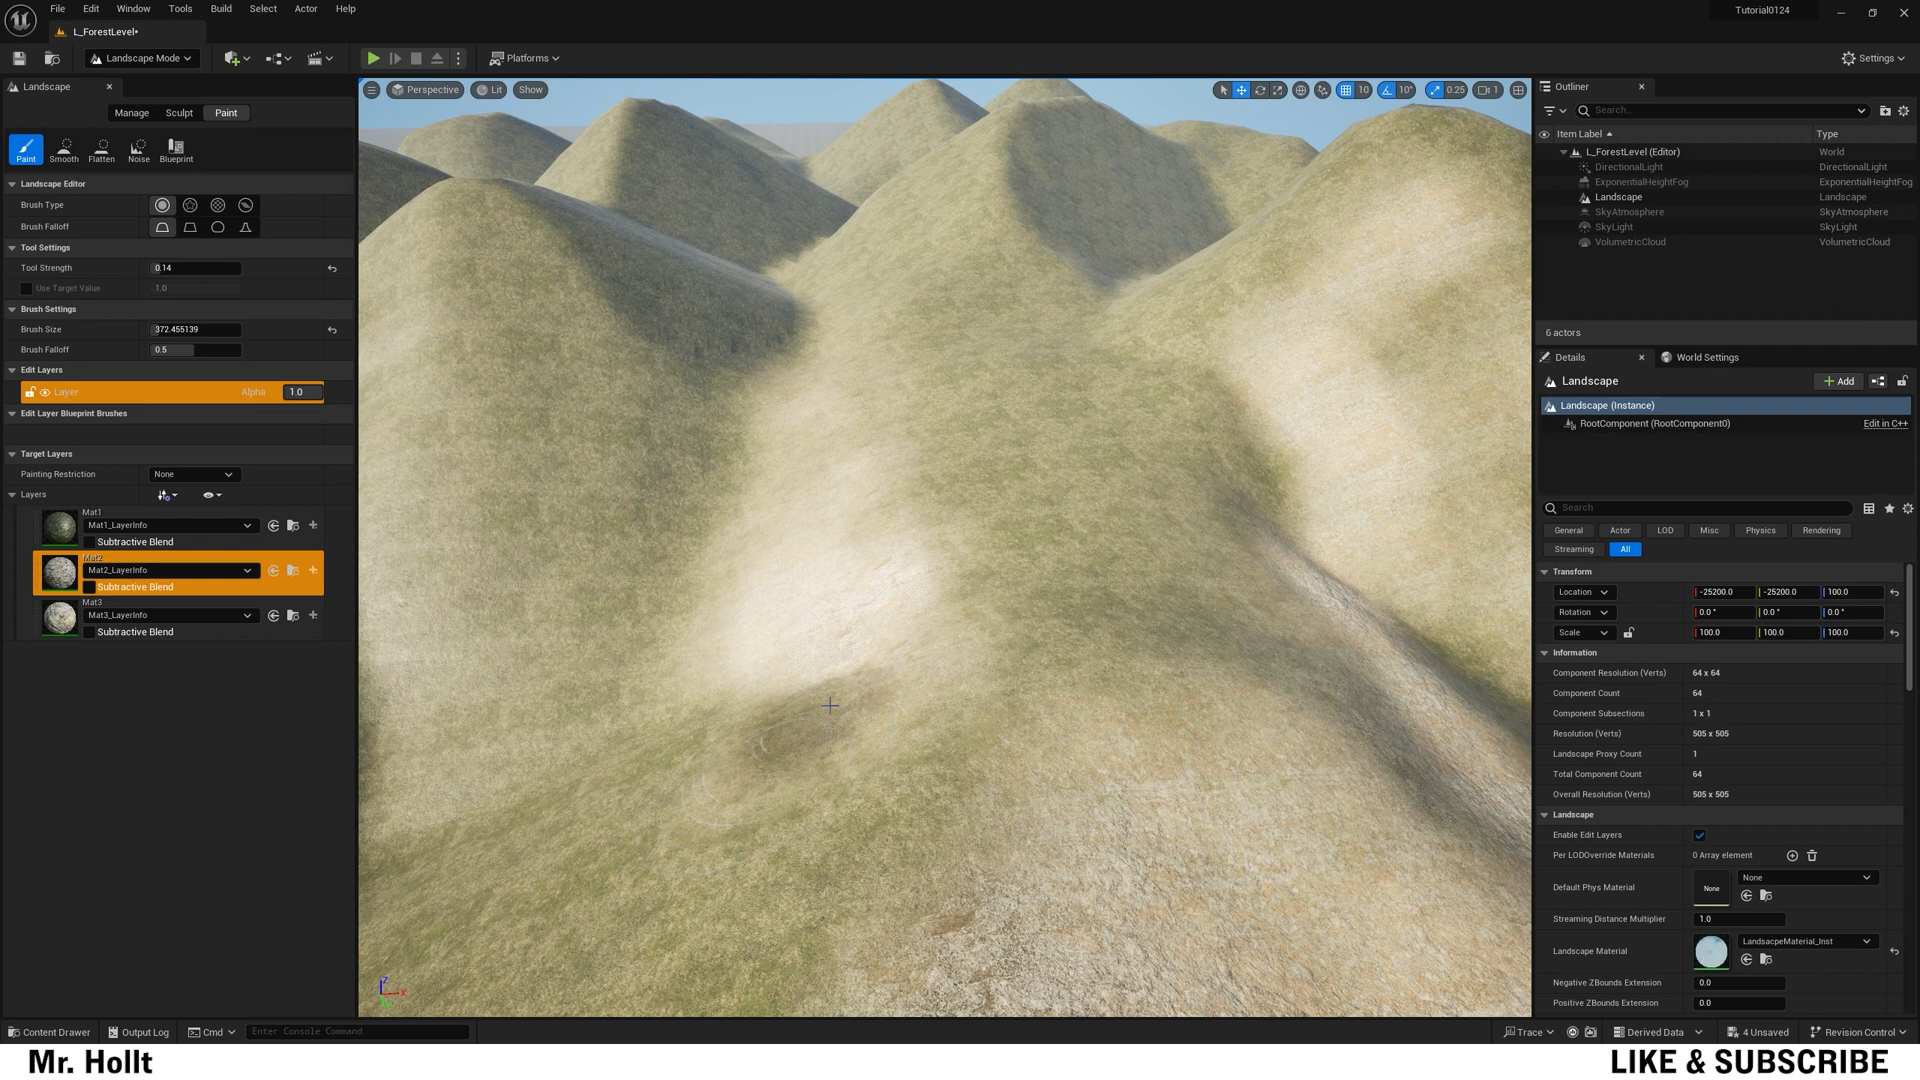 File Edit Window Tools Build Select Actor Help
Tutorial0124
L_ForestLevel*
Landscape Mode
Platforms
Settings
Landscape
Manage Sculpt Paint
Paint Smooth Flatten Noise Blueprint
Landscape Editor
Brush Type
Brush Falloff
Tool Settings
Tool Strength 0.14
Use Target Value 1.0
Brush Settings
Brush Size 372.455139
Brush Falloff 0.5
Edit Layers
Layer Alpha 1.0
Edit Layer Blueprint Brushes
Target Layers
Painting Restriction None
Layers
Mat1
Mat1_LayerInfo
Subtractive Blend
Mat2
Mat2_LayerInfo
Subtractive Blend
Mat3
Mat3_LayerInfo
Subtractive Blend
Perspective Lit Show
10 10° 0.25 1
Z X
Outliner
Search...
Item Label Type
L_ForestLevel (Editor) World
DirectionalLight DirectionalLight
ExponentialHeightFog ExponentialHeightFog
Landscape Landscape
SkyAtmosphere SkyAtmosphere
SkyLight SkyLight
VolumetricCloud VolumetricCloud
6 actors
Details World Settings
Landscape Add
Landscape (Instance)
RootComponent (RootComponent0) Edit in C++
Search
General Actor LOD Misc Physics Rendering
Streaming All
Transform
Location -25200.0 -25200.0 100.0
Rotation 0.0 ° 0.0 ° 0.0 °
Scale 100.0 100.0 100.0
Information
Component Resolution (Verts) 64 x 64
Component Count 64
Component Subsections 1 x 1
Resolution (Verts) 505 x 505
Landscape Proxy Count 1
Total Component Count 64
Overall Resolution (Verts) 505 x 505
Landscape
Enable Edit Layers
Per LODOverride Materials 0 Array element
Default Phys Material None None
Streaming Distance Multiplier 1.0
Landscape Material LandsacpeMaterial_Inst
Negative ZBounds Extension 0.0
Positive ZBounds Extension 0.0
Content Drawer Output Log Cmd Enter Console Command
Trace Derived Data 4 Unsaved Revision Control
Mr. Hollt
LIKE & SUBSCRIBE